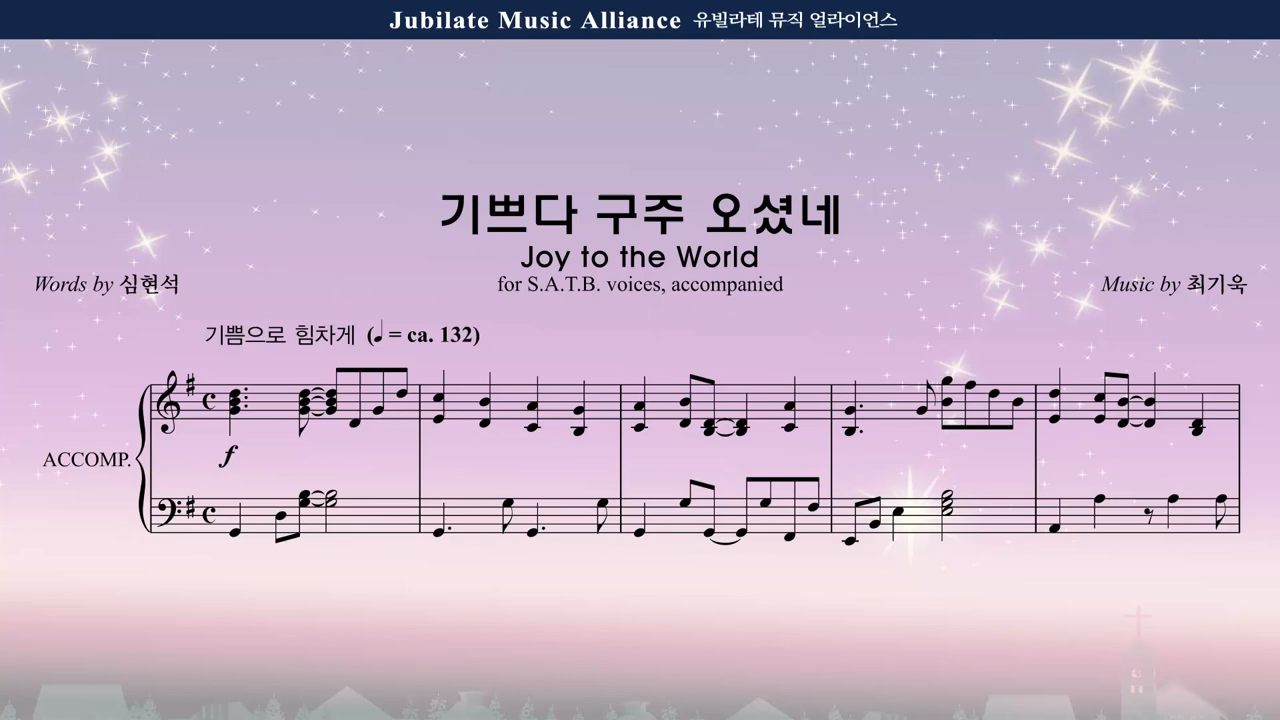 Jubilate Music Alliance 유빌라테 뮤직 얼라이언스
기쁘다 구주 오셨네
Joy to the World
Words by 심현석 for S.A.T.B. voices, accompanied Music by 최기욱
기쁨으로 힘차게 (♩ = ca. 132)
f
ACCOMP.